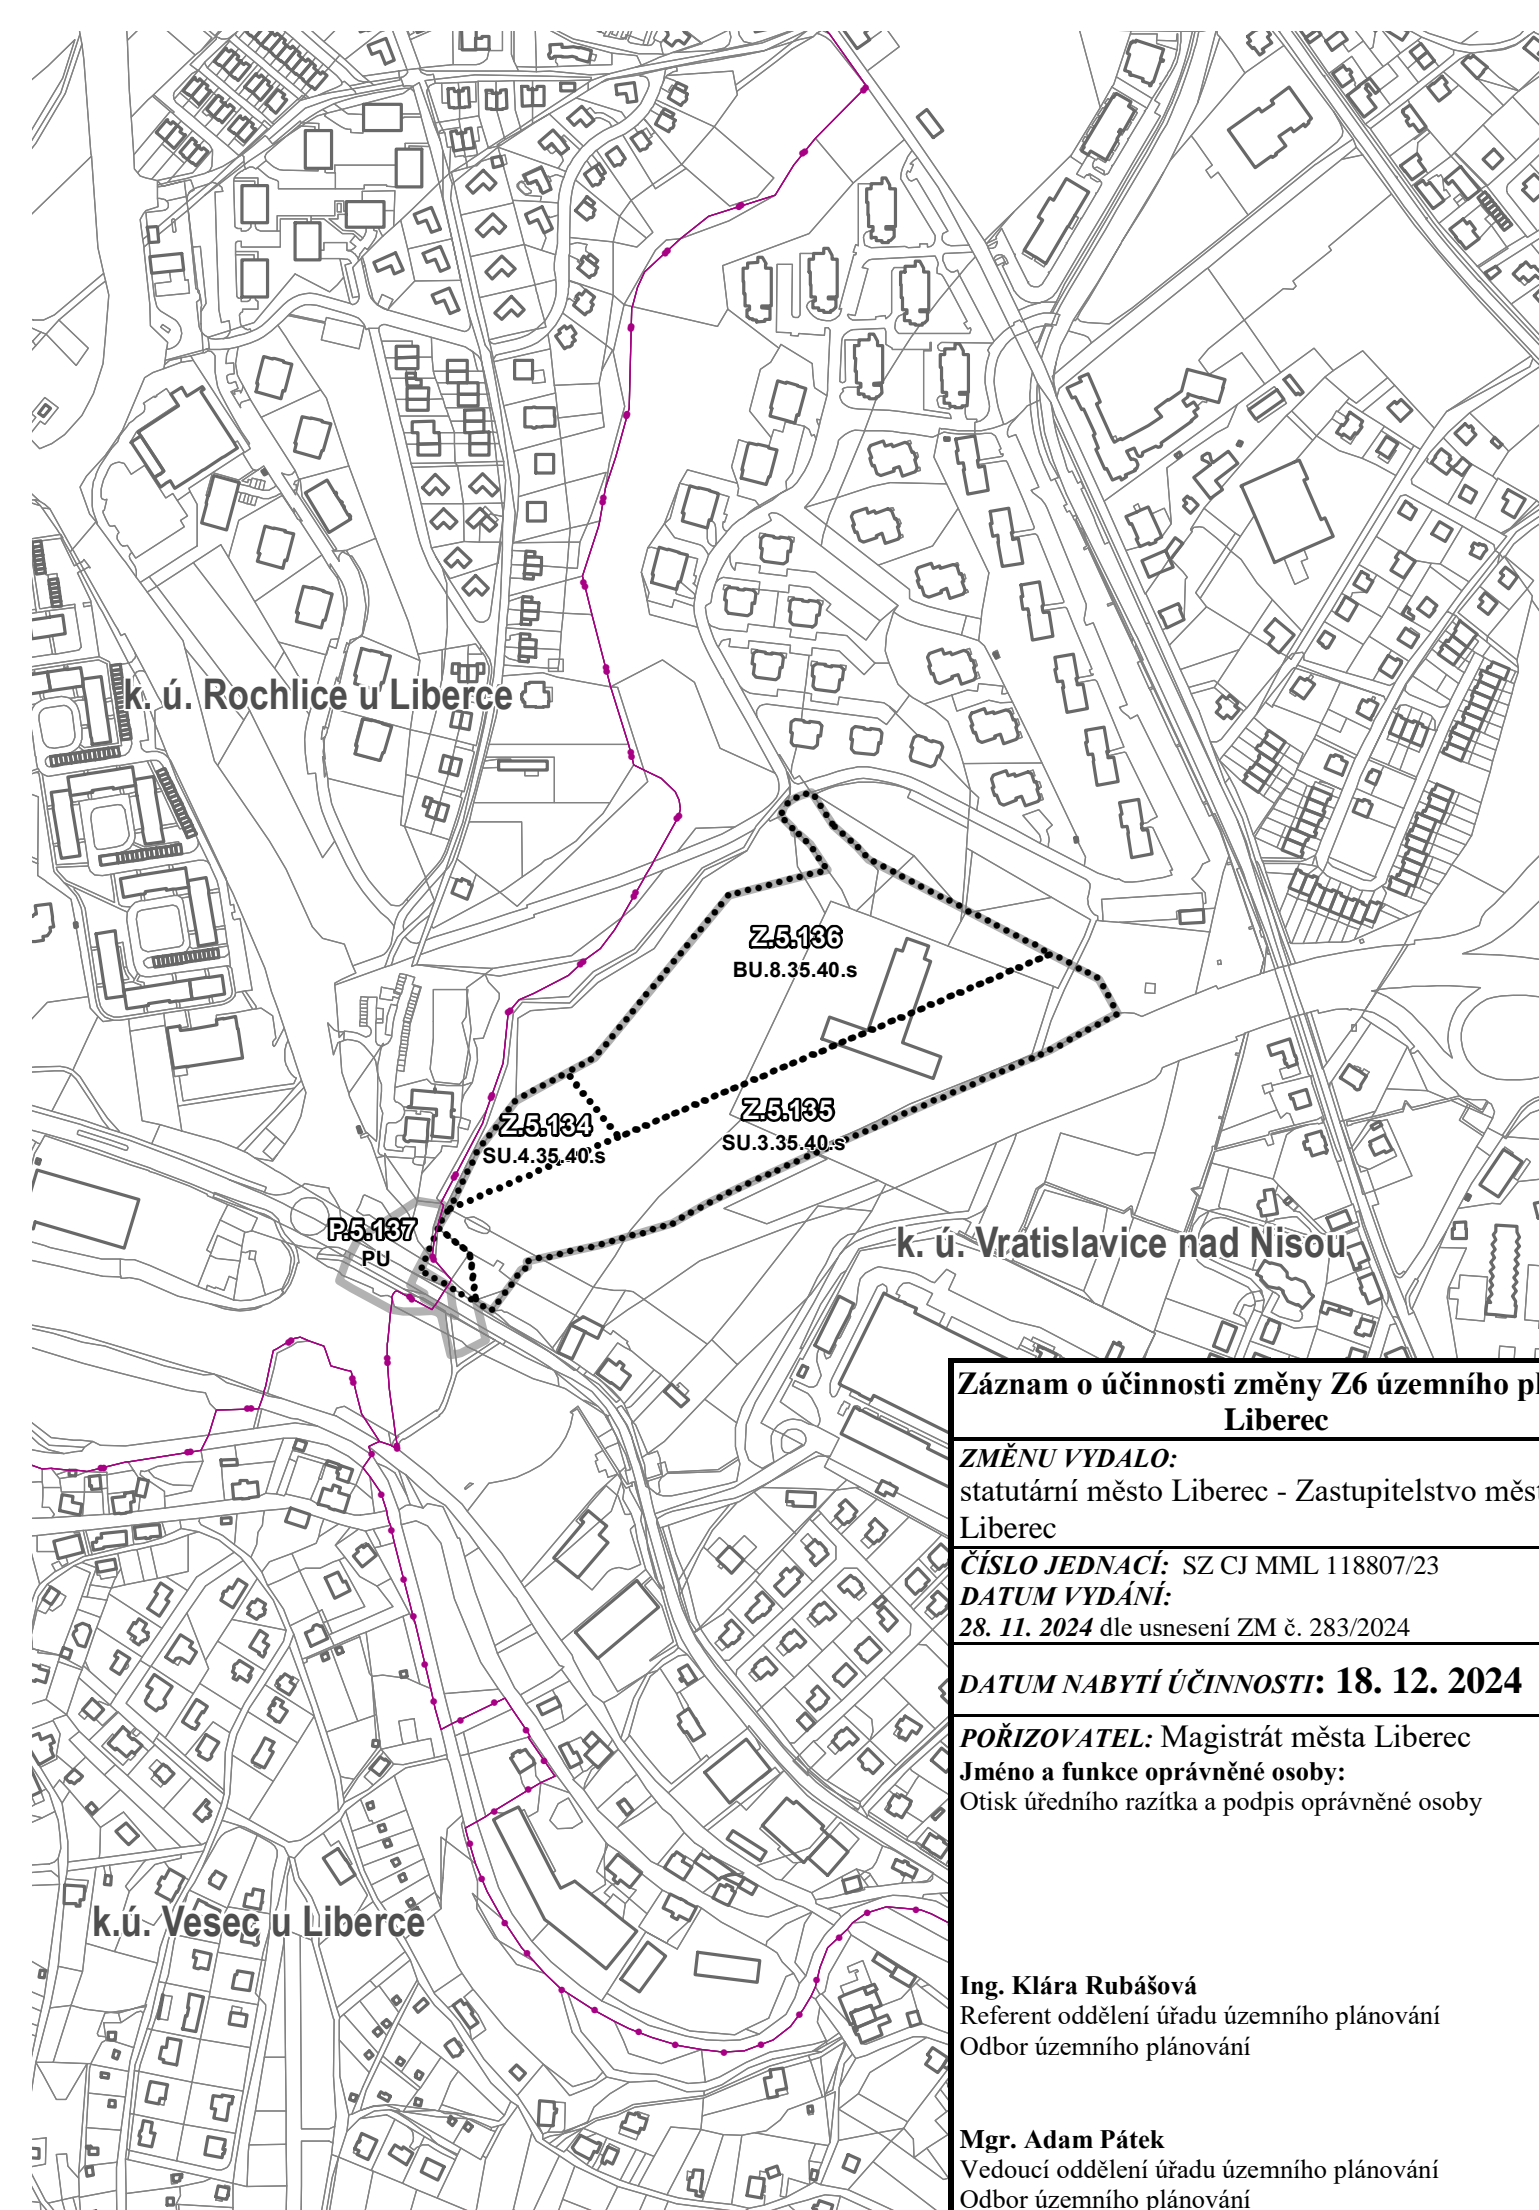 k. ú. Rochlice u Liberce
Z.5.136
BU.8.35.40.s
Z.5.134
SU.4.35.40.s
Z.5.135
SU.3.35.40.s
P.5.137
PU
k. ú. Vratislavice nad Nisou
k.ú. Vesec u Liberce
Záznam o účinnosti změny Z6 územního pl
Liberec
ZMĚNU VYDALO:
statutární město Liberec - Zastupitelstvo měst
Liberec
ČÍSLO JEDNACÍ: SZ CJ MML 118807/23
DATUM VYDÁNÍ:
28. 11. 2024 dle usnesení ZM č. 283/2024
DATUM NABYTÍ ÚČINNOSTI: 18. 12. 2024
POŘIZOVATEL: Magistrát města Liberec
Jméno a funkce oprávněné osoby:
Otisk úředního razítka a podpis oprávněné osoby
Ing. Klára Rubášová
Referent oddělení úřadu územního plánování
Odbor územního plánování
Mgr. Adam Pátek
Vedoucí oddělení úřadu územního plánování
Odbor územního plánování